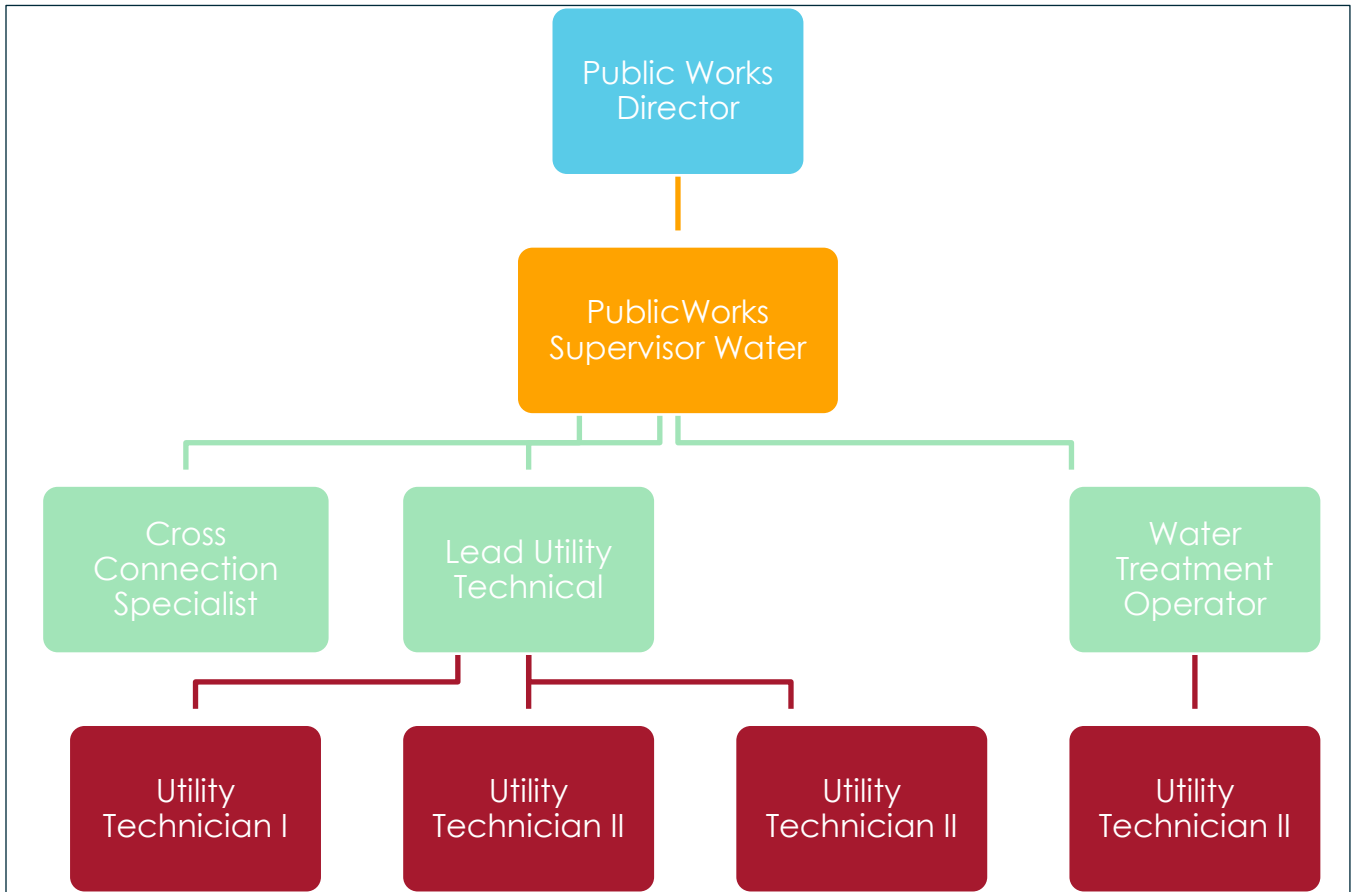 Public Works
Director
PublicWorks
Supervisor Water
Cross
Connection
Specialist
Lead Utility
Technical
Water
Treatment
Operator
Utility
Technician I
Utility
Technician II
Utility
Technician II
Utility
Technician II